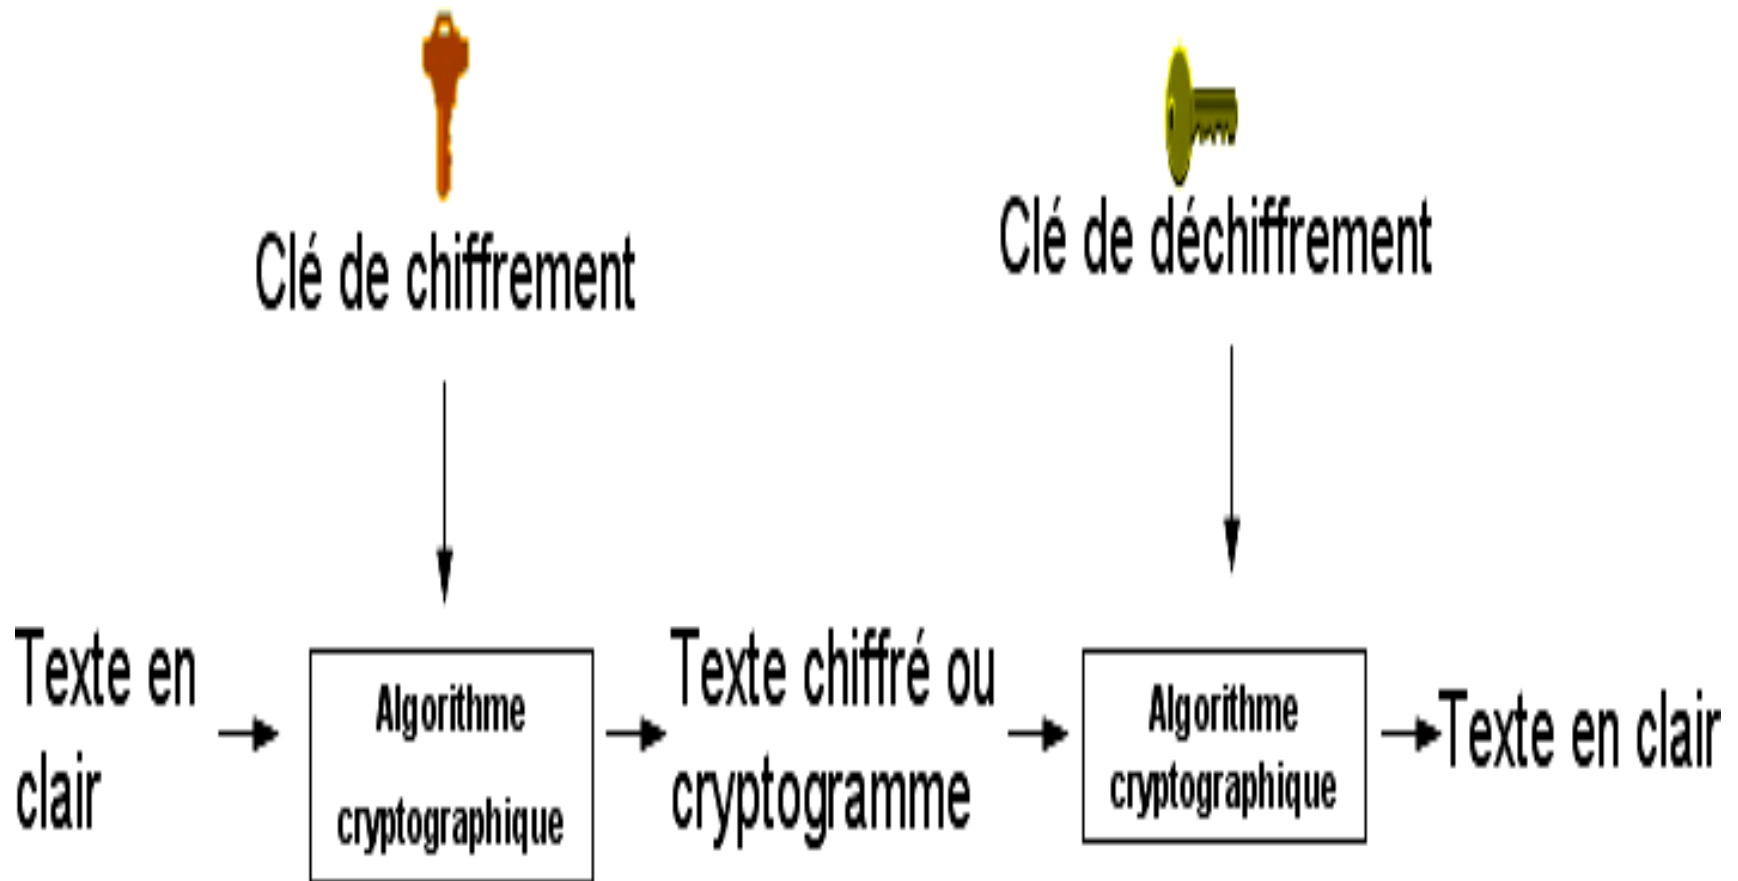 Clé de chiffrement
Clé de déchiffrement
Texte en
clair
Algorithme
cryptographique
Texte chiffré ou
cryptogramme
Algorithme
cryptographique
Texte en clair